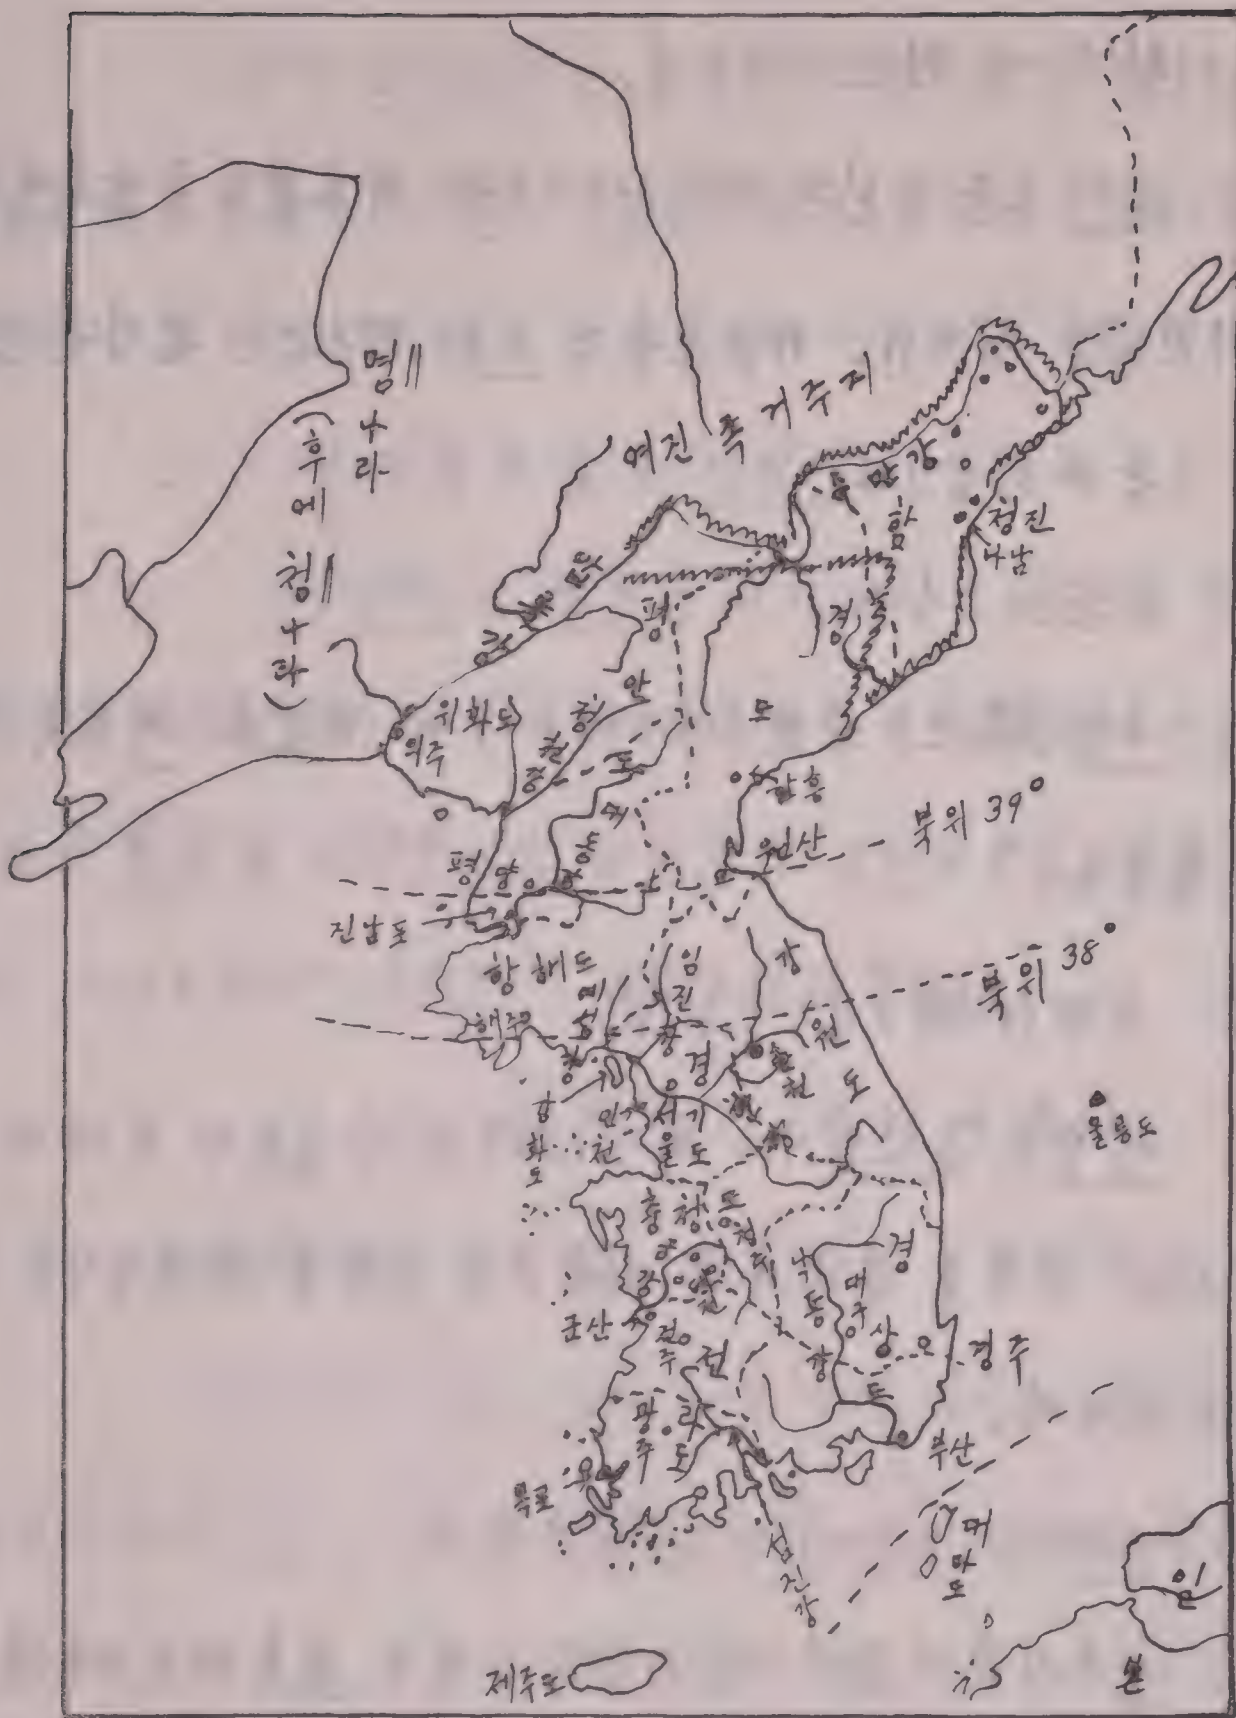 명나라
(후에 청나라)
여진족 거주지
두만강
함경도
청진
나남
압록강
평안도
위화도
의주
청천강
대동강
함흥
원산
북위 39°
평양
진남포
황해도
해주
예성강
임진강
강원도
북위 38°
춘천
경기도
서울
인천
강화도
울릉도
충청도
청주
금강
군산
전주
전라도
광주
목포
섬진강
낙동강
대구
경상도
경주
부산
대마도
일본
제주도